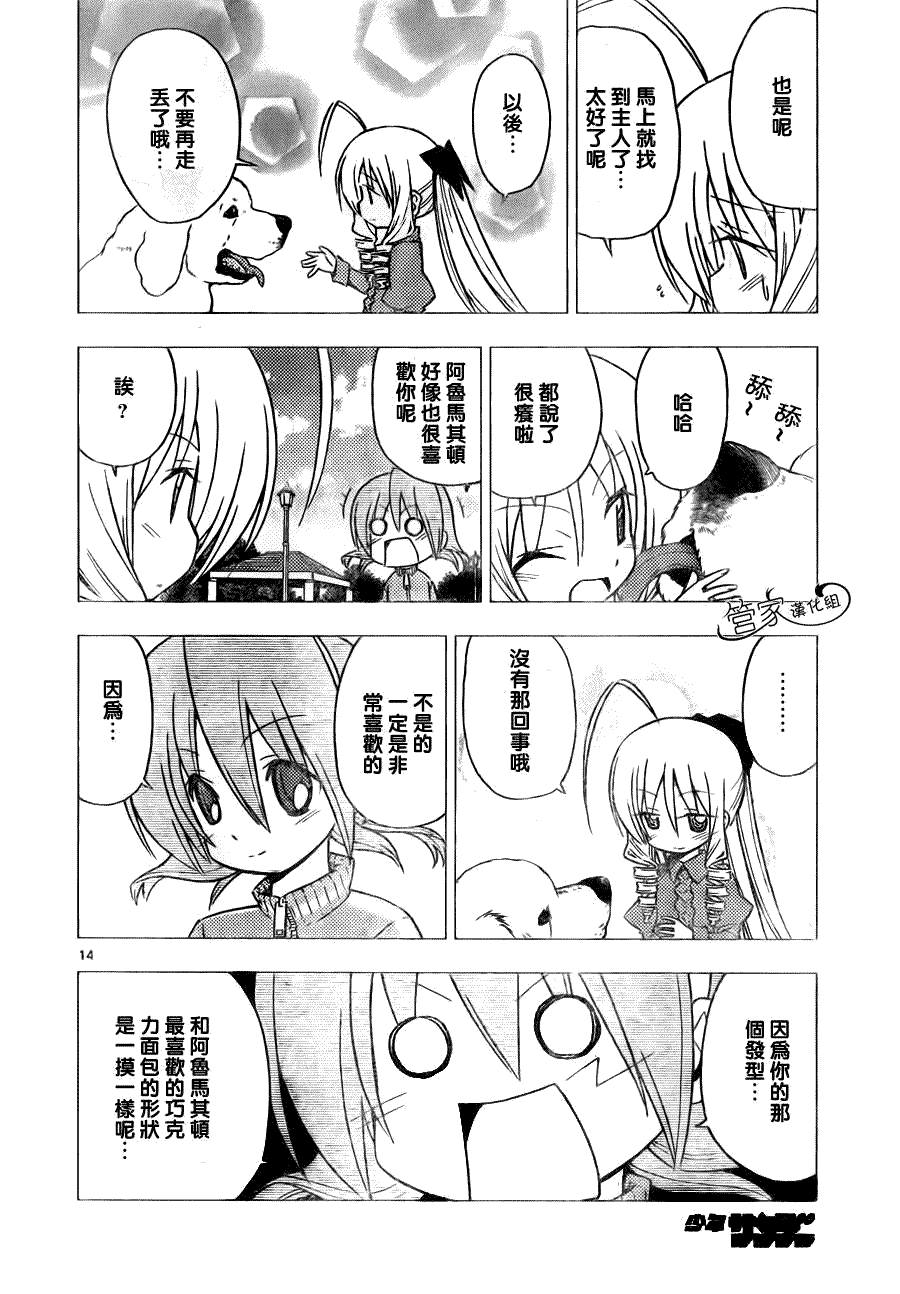 也是呢
馬上就找
到主人了…
太好了呢
以後…
不要再走
丟了哦…
舔~
舔~
哈哈
都說了
很癢啦
阿魯馬其頓
好像也很喜
歡你呢
誒?
管家漢化組
………
沒有那回事哦
不是的
一定是非
常喜歡的
因爲…
14
因爲你的那
個發型…
和阿魯馬其頓
最喜歡的巧克
力面包的形狀
是一摸一樣呢…
少年サンデー